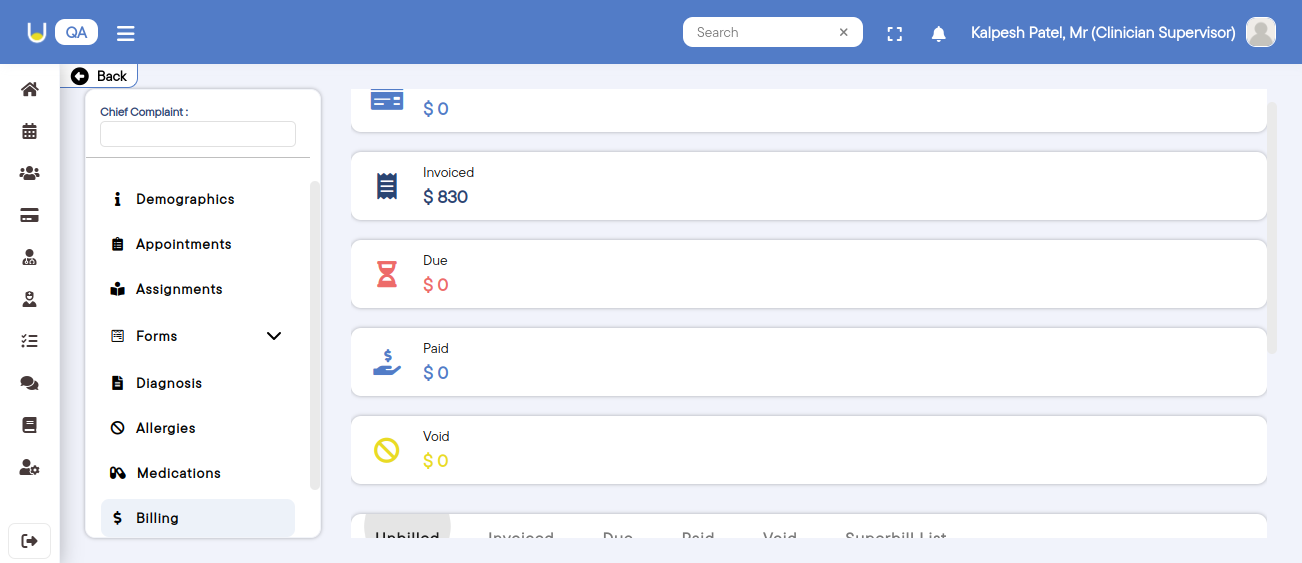 QA
Search
Kalpesh Patel, Mr (Clinician Supervisor)
Back
Chief Complaint :
Demographics
Appointments
Assignments
Forms
Diagnosis
Allergies
Medications
Billing
$ 0
Invoiced
$ 830
Due
$ 0
Paid
$ 0
Void
$ 0
Unbilled Invoiced Due Paid Void Superbill List